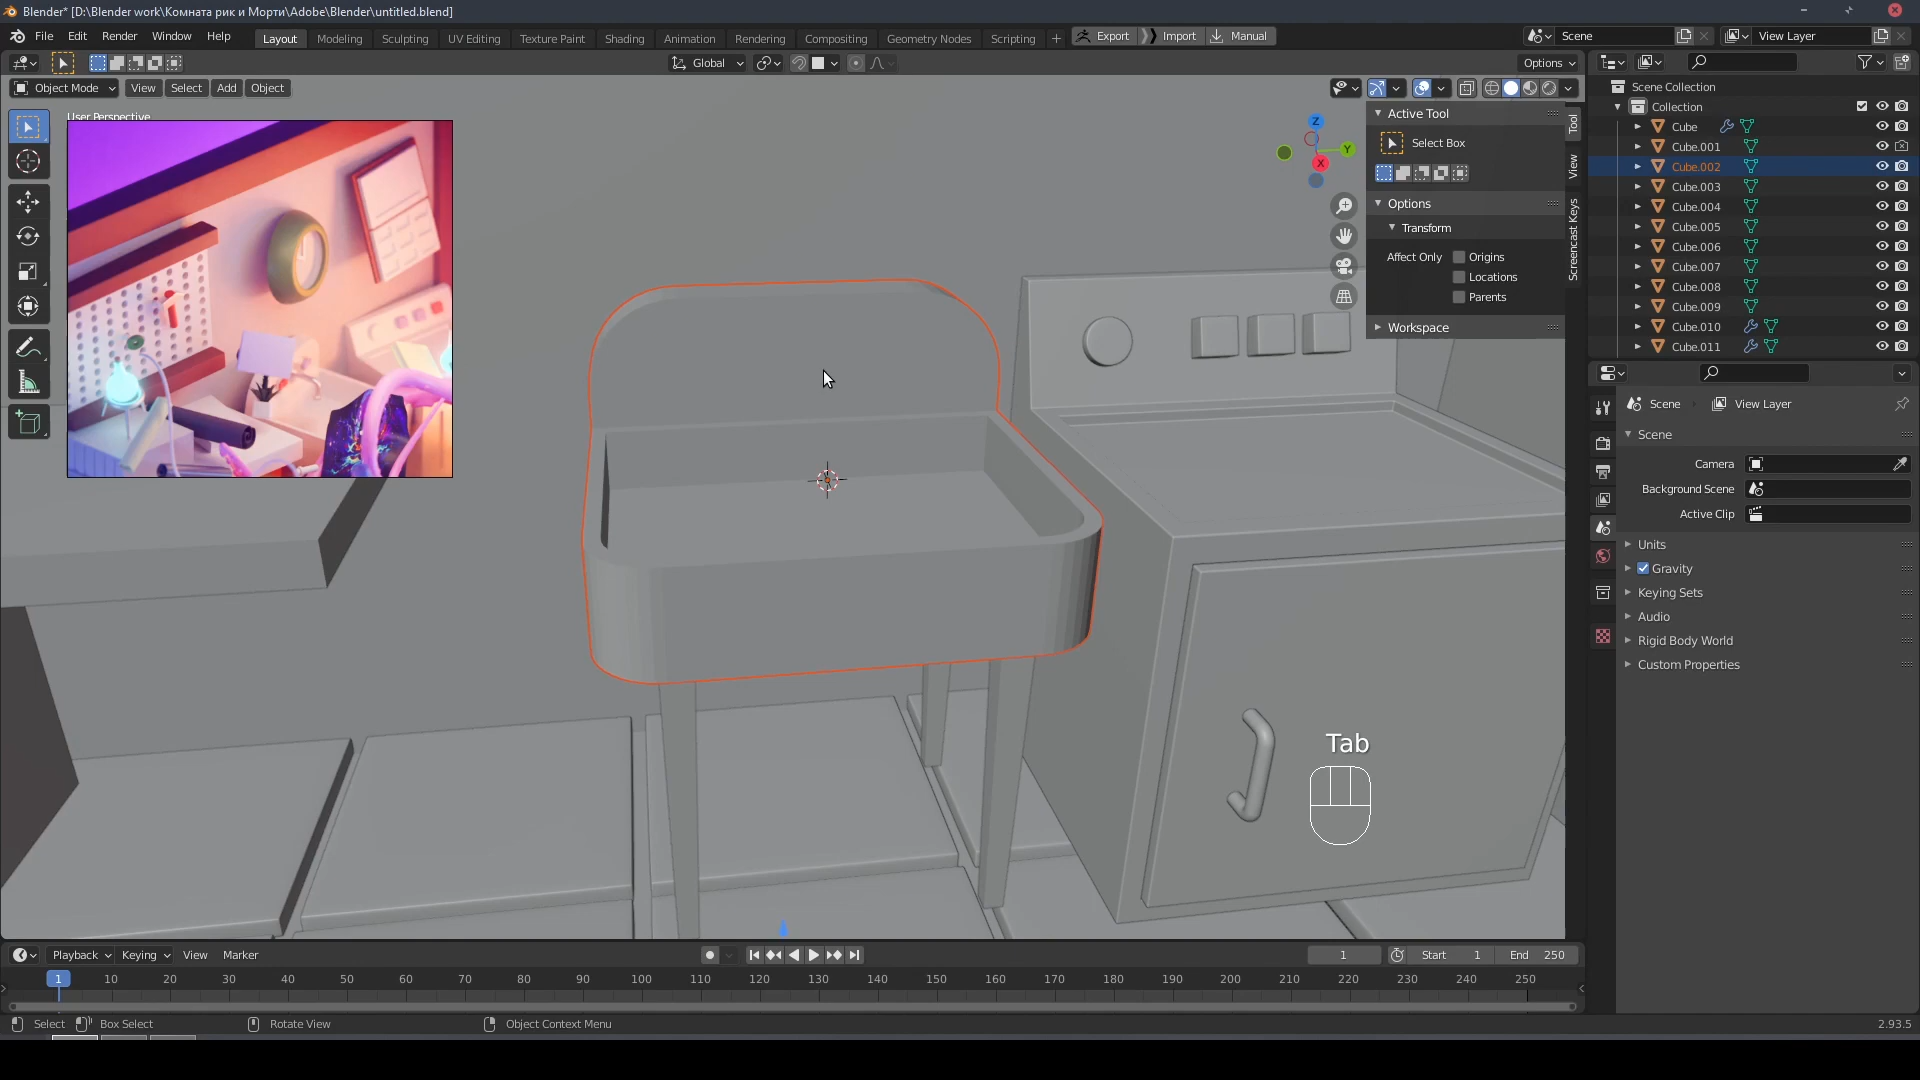 Blender* [D:\Blender work\Комната рик и Морти\Adobe\Blender\untitled.blend]
File Edit Render Window Help
Layout Modeling Sculpting UV Editing Texture Paint Shading Animation Rendering Compositing Geometry Nodes Scripting + Export Import Manual
Scene View Layer
Global Options
Object Mode View Select Add Object
User Perspective
Z Y X
Active Tool
Select Box
Options
Transform
Affect Only Origins
Locations
Parents
Workspace
Tool
View
Screencast Keys
Scene Collection
Collection
Cube
Cube.001
Cube.002
Cube.003
Cube.004
Cube.005
Cube.006
Cube.007
Cube.008
Cube.009
Cube.010
Cube.011
Scene View Layer
Scene
Camera
Background Scene
Active Clip
Units
Gravity
Keying Sets
Audio
Rigid Body World
Custom Properties
Tab
Playback Keying View Marker
1 Start 1 End 250
1 10 20 30 40 50 60 70 80 90 100 110 120 130 140 150 160 170 180 190 200 210 220 230 240 250
Select Box Select Rotate View Object Context Menu
2.93.5